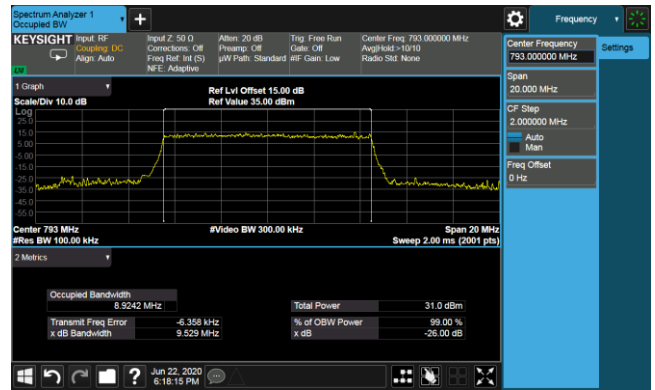 Spectrum Analyzer 1
Occupied BW
Frequency
KEYSIGHT
Input: RF
Coupling: DC
Align: Auto
Input Z: 50 Ω
Corrections: Off
Freq Ref: Int (S)
NFE: Adaptive
Atten: 20 dB
Preamp: Off
µW Path: Standard
Trig: Free Run
Gate: Off
#IF Gain: Low
Center Freq: 793.000000 MHz
Avg|Hold:>10/10
Radio Std: None
Center Frequency
793.000000 MHz
Settings
Span
20.000 MHz
CF Step
2.000000 MHz
Auto
Man
Freq Offset
0 Hz
1 Graph
Scale/Div 10.0 dB
Ref Lvl Offset 15.00 dB
Ref Value 35.00 dBm
Log
25.0
15.0
5.00
-5.00
-15.0
-25.0
-35.0
-45.0
-55.0
Center 793 MHz
#Res BW 100.00 kHz
#Video BW 300.00 kHz
Span 20 MHz
Sweep 2.00 ms (2001 pts)
2 Metrics
Occupied Bandwidth
8.9242 MHz
Total Power
31.0 dBm
Transmit Freq Error
-6.358 kHz
% of OBW Power
99.00 %
x dB Bandwidth
9.529 MHz
x dB
-26.00 dB
?
Jun 22, 2020
6:18:15 PM